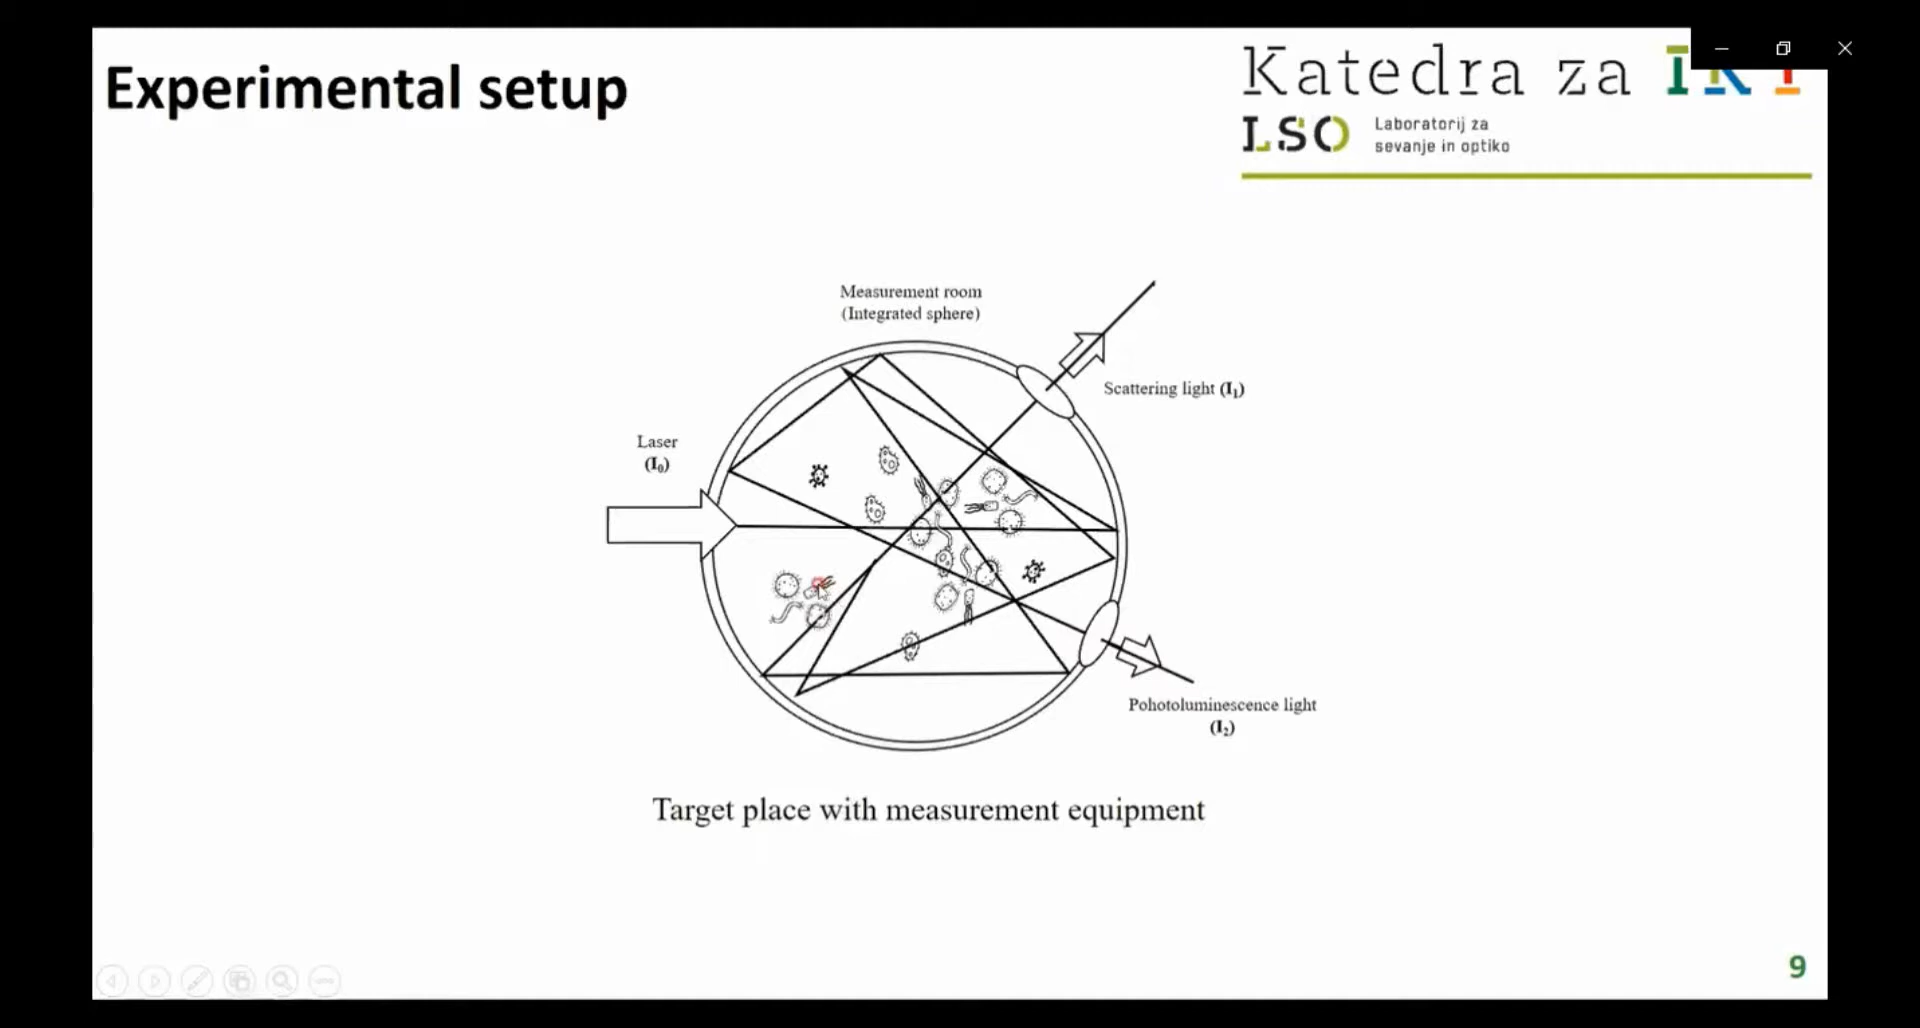 Experimental setup
Katedra za IKT
LSO
Laboratorij za
sevanje in optiko
Measurement room
(Integrated sphere)
Scattering light (I₁)
Laser
(I₀)
Pohotoluminescence light
(I₂)
Target place with measurement equipment
9